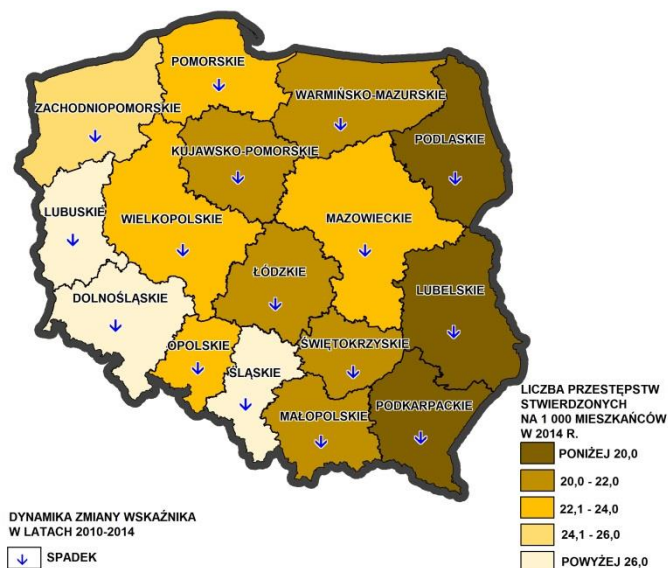 POMORSKIE
WARMIŃSKO-MAZURSKIE
ZACHODNIOPOMORSKIE
PODLASKIE
KUJAWSKO-POMORSKIE
LUBUSKIE
WIELKOPOLSKIE
MAZOWIECKIE
ŁÓDZKIE
DOLNOŚLĄSKIE
LUBELSKIE
OPOLSKIE
ŚWIĘTOKRZYSKIE
ŚLĄSKIE
MAŁOPOLSKIE
PODKARPACKIE
LICZBA PRZESTĘPSTW
STWIERDZONYCH
NA 1 000 MIESZKAŃCÓW
W 2014 R.
PONIŻEJ 20,0
20,0 - 22,0
22,1 - 24,0
24,1 - 26,0
POWYŻEJ 26,0
DYNAMIKA ZMIANY WSKAŹNIKA
W LATACH 2010-2014
SPADEK